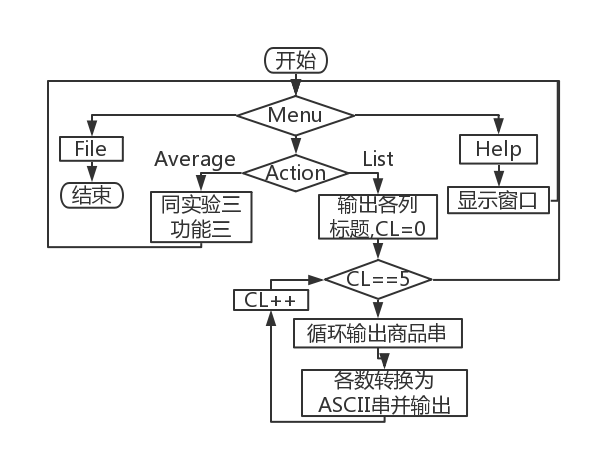 开始
Menu
File
Help
Average
List
Action
结束
显示窗口
同实验三
功能三
输出各列
标题,CL=0
CL==5
CL++
循环输出商品串
各数转换为
ASCII串并输出